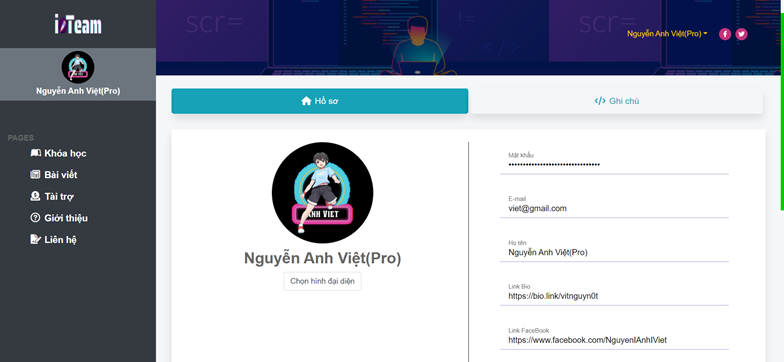 i>Team
scr=
scr=
Nguyễn Anh Việt(Pro)
Nguyễn Anh Việt(Pro)
Hồ sơ
</> Ghi chú
PAGES
Khóa học
Bài viết
Tài trợ
Giới thiệu
Liên hệ
ANH VIET
Nguyễn Anh Việt(Pro)
Chọn hình đại diện
Mật khẩu
••••••••••••••••••••••••••••••
E-mail
viet@gmail.com
Họ tên
Nguyễn Anh Việt(Pro)
Link Bio
https://bio.link/vitnguyn0t
Link FaceBook
https://www.facebook.com/NguyenIAnhIViet